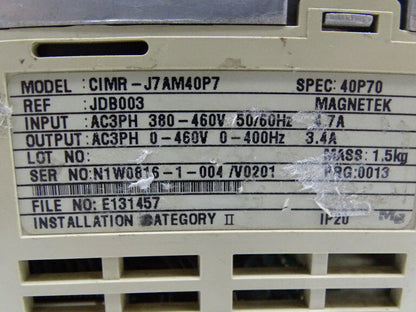 MODEL : CIMR-J7AM40P7 SPEC: 40P70
REF : JDB003 MAGNETEK
INPUT : AC3PH 380-460V 50/60Hz 4.7A
OUTPUT : AC3PH 0-460V 0-400Hz 3.4A
LOT NO: MASS: 1.5kg
SER NO: N1W0816-1-004 /V0201 PRG:0013
FILE NO: E131457
INSTALLATION CATEGORY II IP20